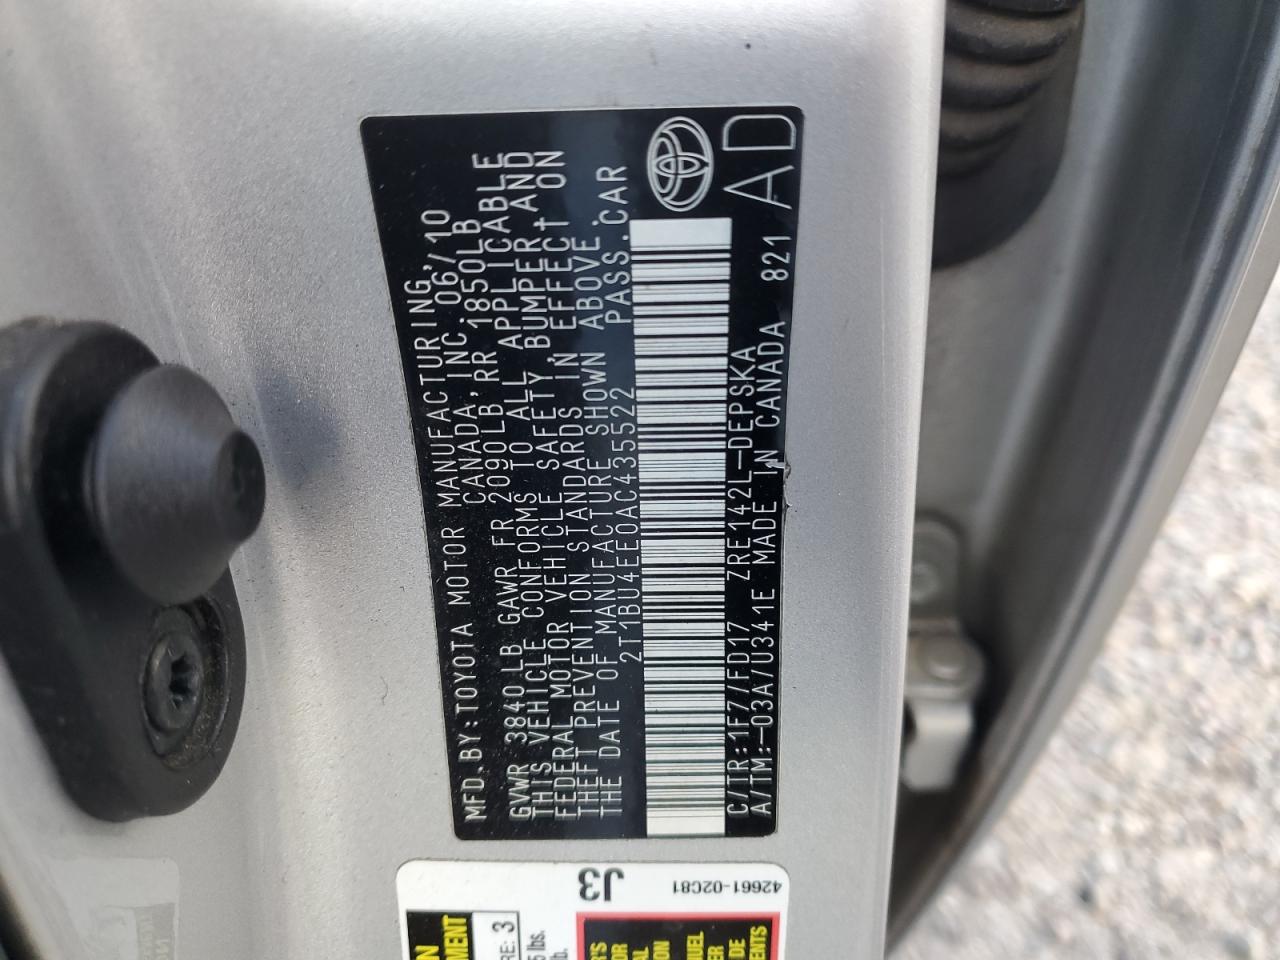 MFD. BY: TOYOTA MOTOR MANUFACTURING,
CANADA, INC. 06/10
GVWR 3840 LB GAWR FR 2090LB, RR 1850LB
THIS VEHICLE CONFORMS TO ALL APPLICABLE
FEDERAL MOTOR VEHICLE SAFETY, BUMPER AND
THEFT PREVENTION STANDARDS IN EFFECT ON
THE DATE OF MANUFACTURE SHOWN ABOVE.
2T1BU4EE0AC435522 PASS. CAR
C/TR: 1F7/FD17 ZRE142L-DEPSKA
A/TM: -03A/U341E MADE IN CANADA 821
AD
J3
42661-02C81